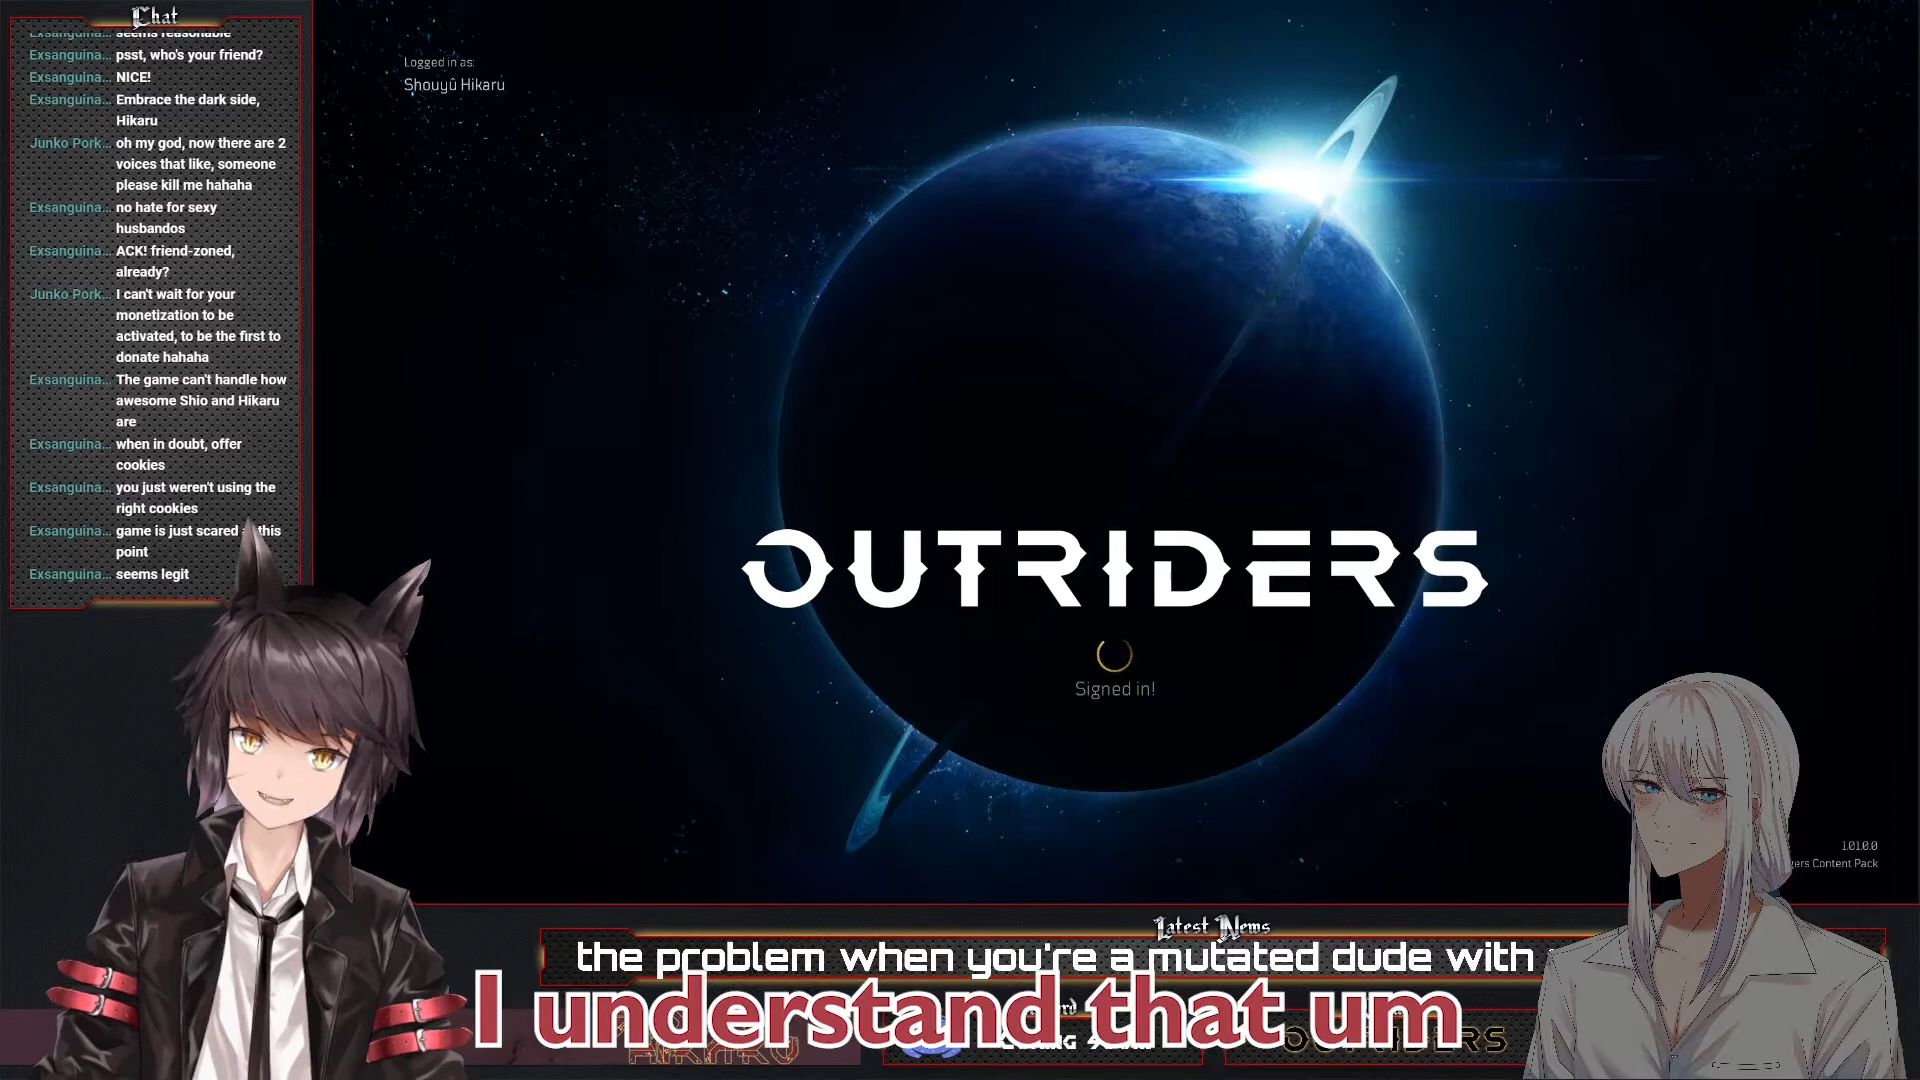 Chat
Exsanguina... seems reasonable
Exsanguina... psst, who's your friend?
Exsanguina... NICE!
Exsanguina... Embrace the dark side,
Hikaru
Junko Pork... oh my god, now there are 2
voices that like, someone
please kill me hahaha
Exsanguina... no hate for sexy
husbandos
Exsanguina... ACK! friend-zoned,
already?
Junko Pork... I can't wait for your
monetization to be
activated, to be the first to
donate hahaha
Exsanguina... The game can't handle how
awesome Shio and Hikaru
are
Exsanguina... when in doubt, offer
cookies
Exsanguina... you just weren't using the
right cookies
Exsanguina... game is just scared this
point
Exsanguina... seems legit
Logged in as:
Shouyû Hikaru
OUTRIDERS
Signed in!
1.01.0.0
Content Pack
Latest News
the problem when you're a mutated dude with
I understand that um
OUTRIDERS